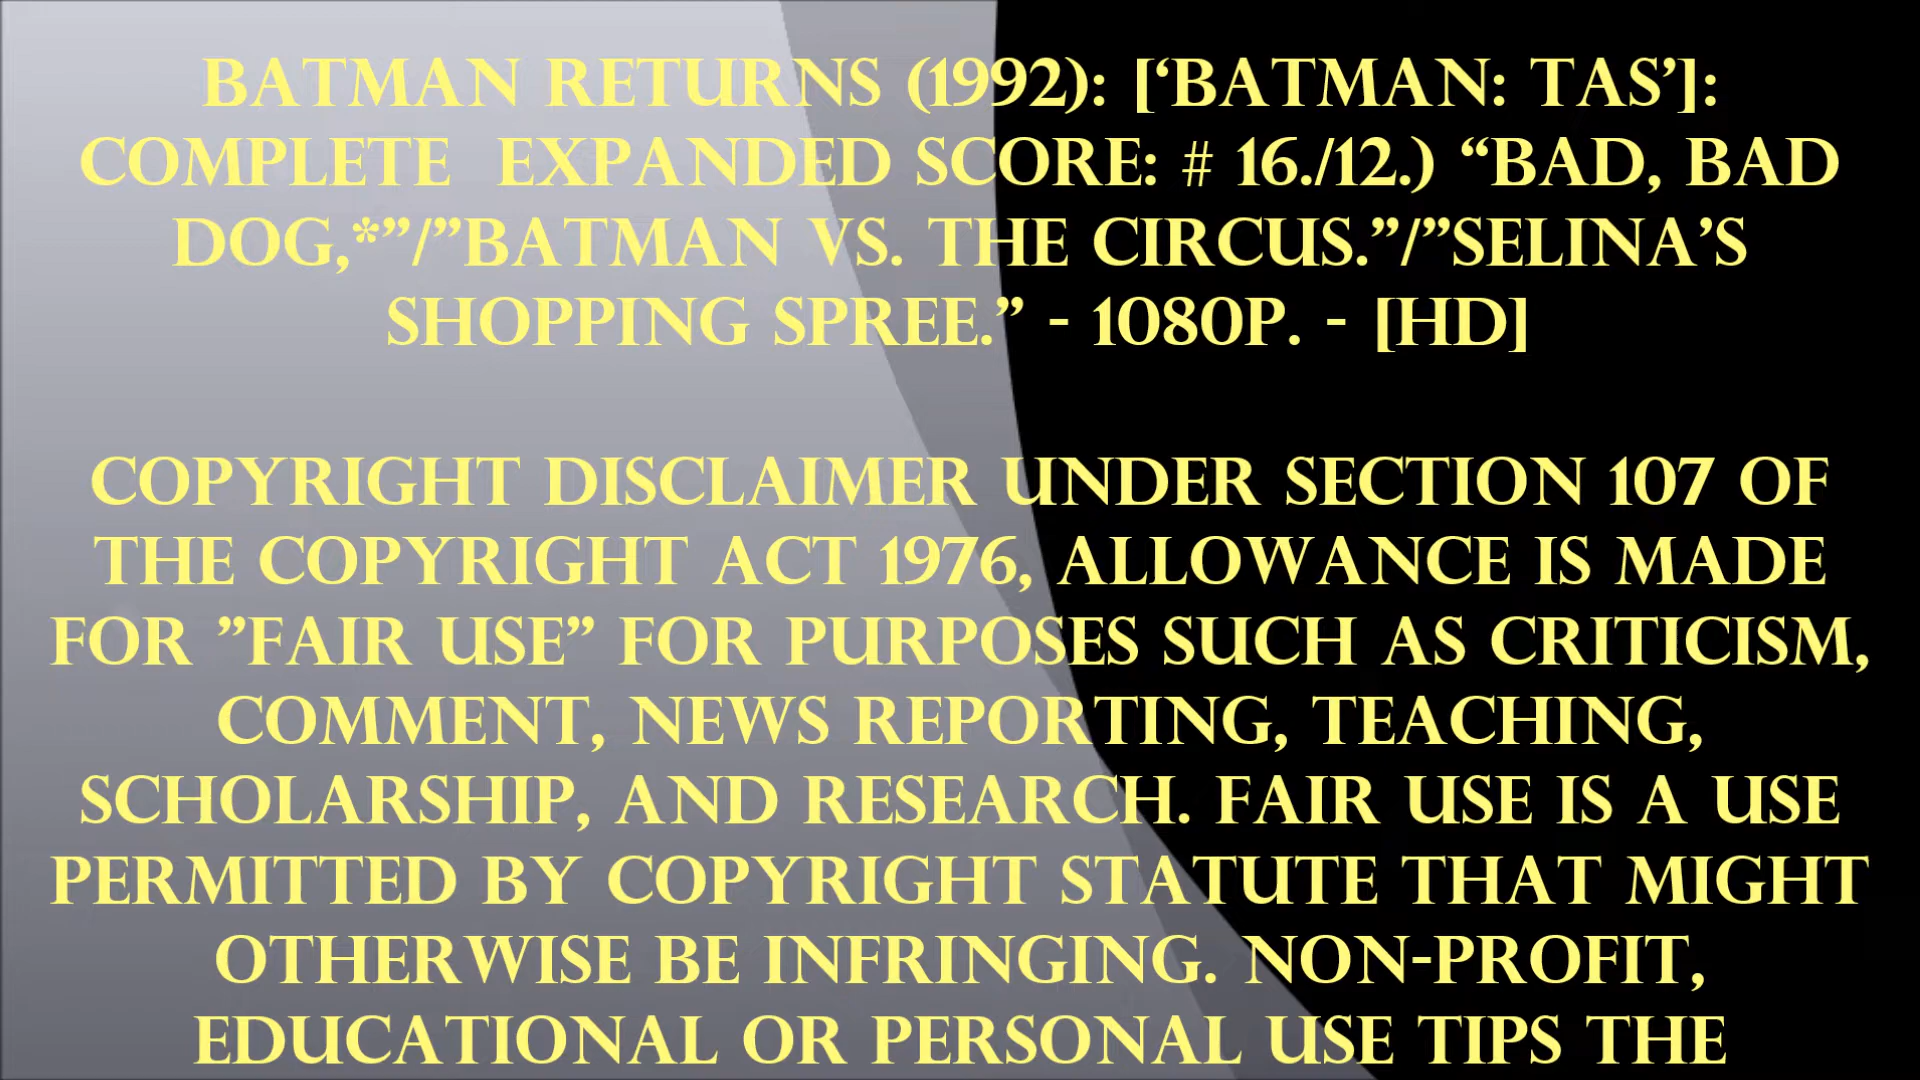 BATMAN RETURNS (1992): [‘BATMAN: TAS’]:
COMPLETE EXPANDED SCORE: # 16./12.) “BAD, BAD
DOG,*”/”BATMAN VS. THE CIRCUS.”/”SELINA’S
SHOPPING SPREE.” - 1080P. - [HD]
COPYRIGHT DISCLAIMER UNDER SECTION 107 OF
THE COPYRIGHT ACT 1976, ALLOWANCE IS MADE
FOR ”FAIR USE” FOR PURPOSES SUCH AS CRITICISM,
COMMENT, NEWS REPORTING, TEACHING,
SCHOLARSHIP, AND RESEARCH. FAIR USE IS A USE
PERMITTED BY COPYRIGHT STATUTE THAT MIGHT
OTHERWISE BE INFRINGING. NON-PROFIT,
EDUCATIONAL OR PERSONAL USE TIPS THE